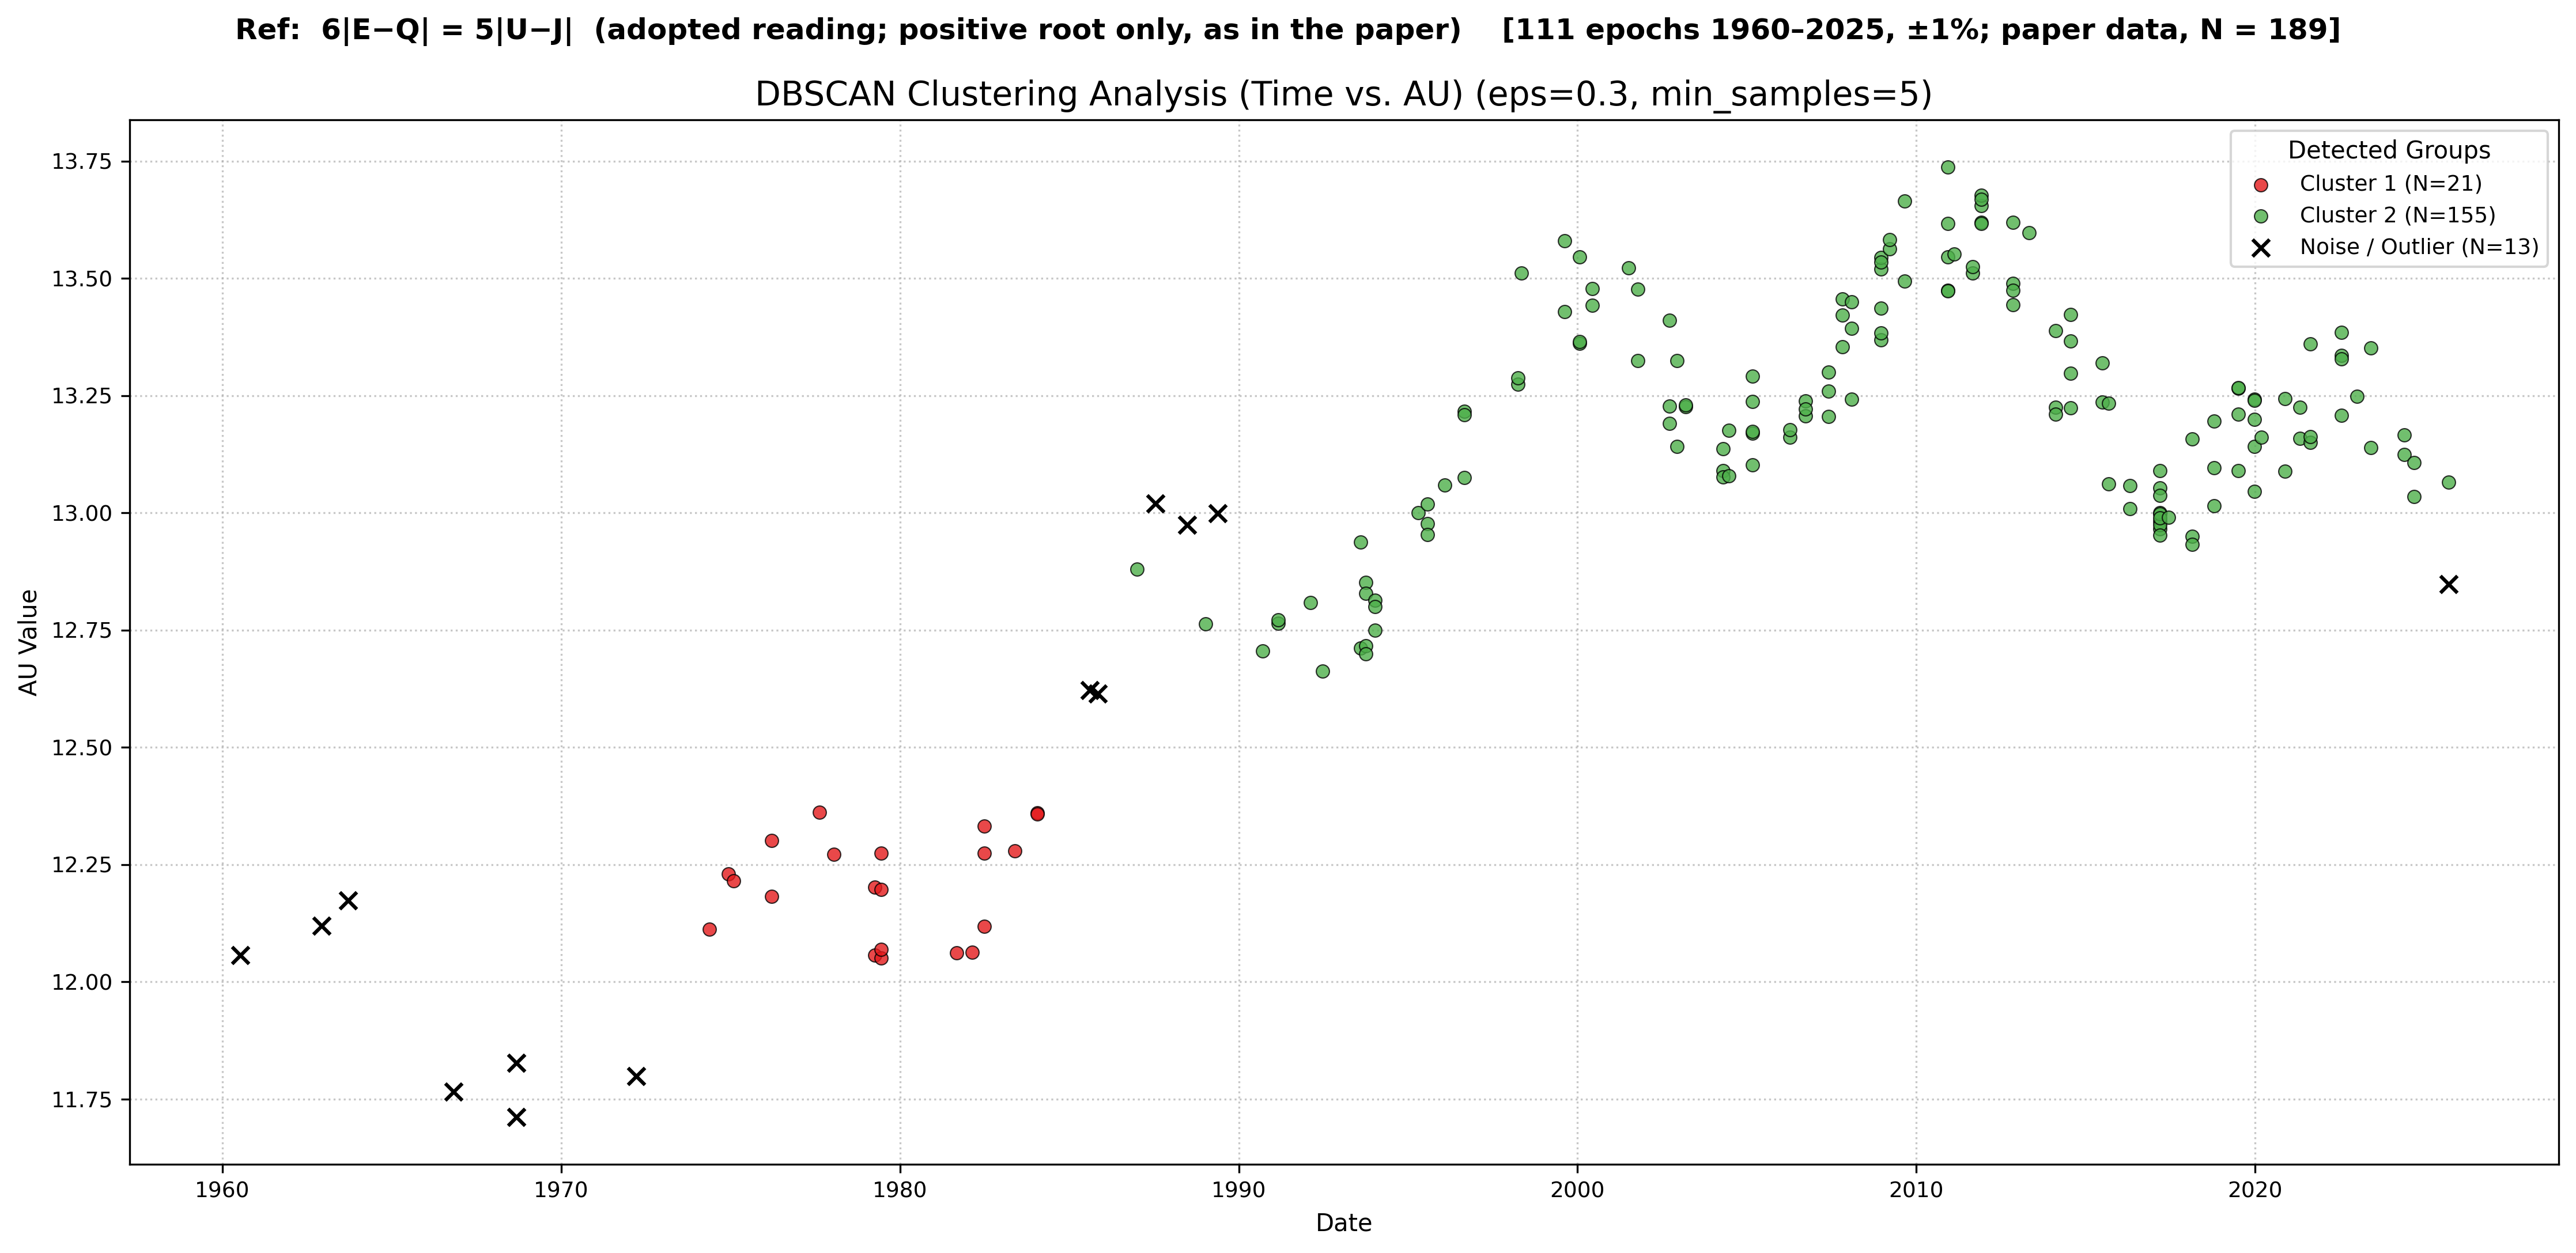 Ref:  6|E−Q| = 5|U−J|  (adopted reading; positive root only, as in the paper)    [111 epochs 1960–2025, ±1%; paper data, N = 189]
DBSCAN Clustering Analysis (Time vs. AU) (eps=0.3, min_samples=5)
Detected Groups
Cluster 1 (N=21)
Cluster 2 (N=155)
Noise / Outlier (N=13)
AU Value
13.75
13.50
13.25
13.00
12.75
12.50
12.25
12.00
11.75
1960
1970
1980
1990
2000
2010
2020
Date